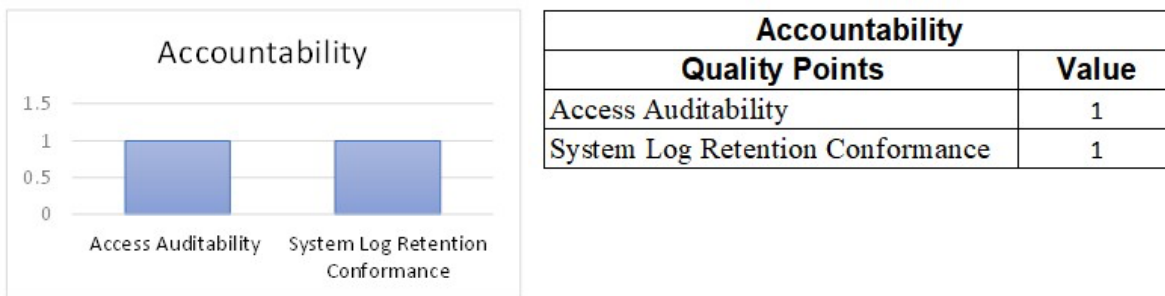 Accountability
1.5
1
0.5
0
Access Auditability
System Log Retention
Conformance
Accountability
Quality Points Value
Access Auditability 1
System Log Retention Conformance 1